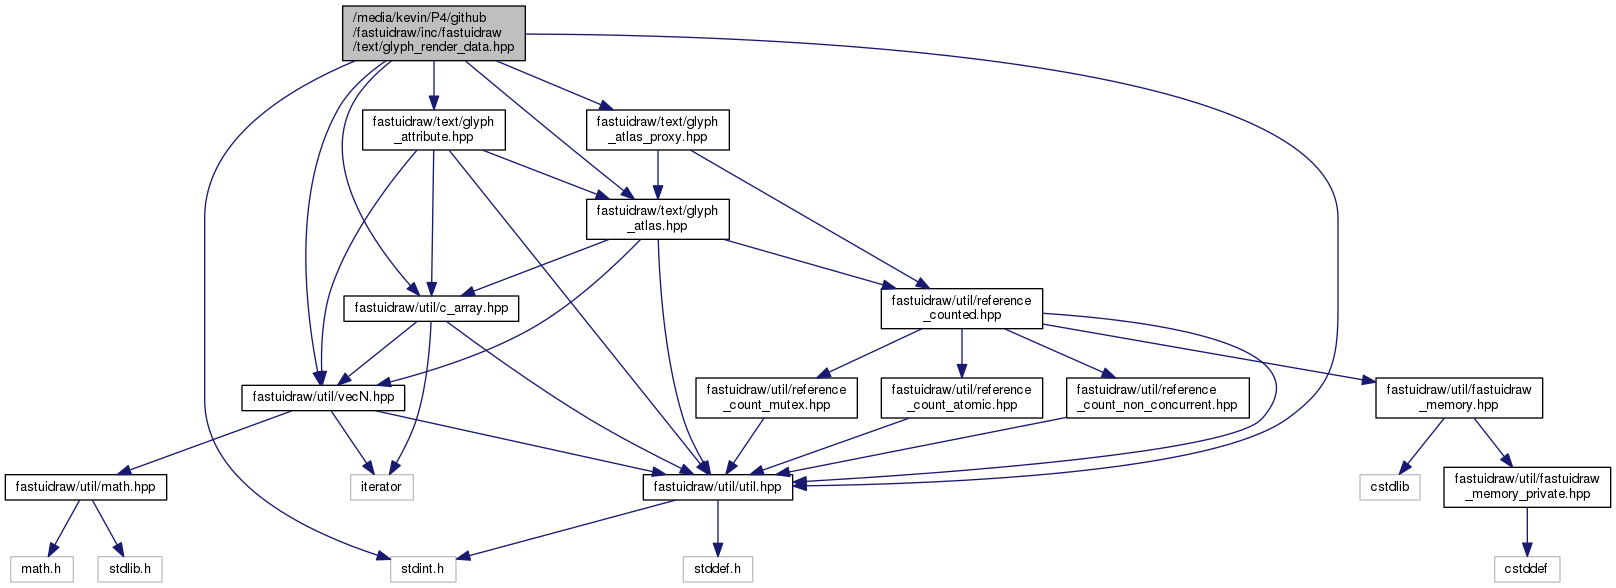 /media/kevin/P4/github
/fastuidraw/inc/fastuidraw
/text/glyph_render_data.hpp
fastuidraw/text/glyph
_attribute.hpp
fastuidraw/text/glyph
_atlas_proxy.hpp
fastuidraw/text/glyph
_atlas.hpp
fastuidraw/util/c_array.hpp
fastuidraw/util/reference
_counted.hpp
fastuidraw/util/vecN.hpp
fastuidraw/util/reference
_count_mutex.hpp
fastuidraw/util/reference
_count_atomic.hpp
fastuidraw/util/reference
_count_non_concurrent.hpp
fastuidraw/util/fastuidraw
_memory.hpp
fastuidraw/util/math.hpp
iterator
fastuidraw/util/util.hpp
cstdlib
fastuidraw/util/fastuidraw
_memory_private.hpp
math.h
stdlib.h
stdint.h
stddef.h
cstddef